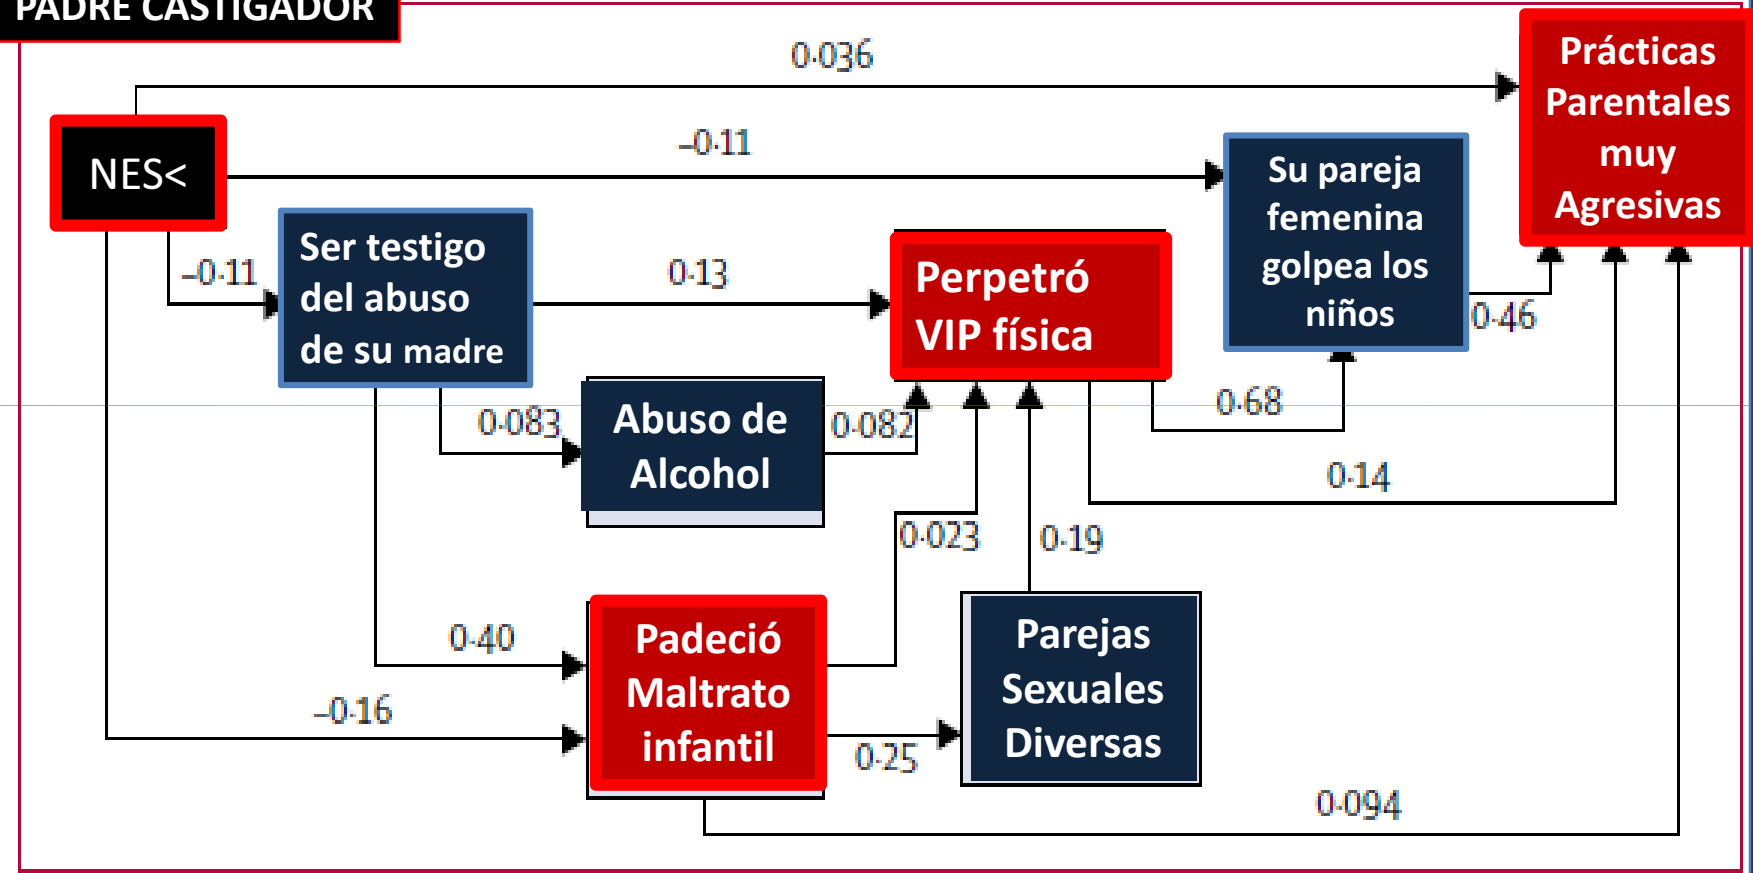 PADRE CASTIGADOR
0·036
Prácticas
Parentales
muy
Agresivas
NES<
–0·11
Su pareja
femenina
golpea los
niños
–0·11
Ser testigo
del abuso
de su madre
0·13
Perpetró
VIP física
0·46
0·083
Abuso de
Alcohol
0·082
0·68
0·14
0·023
0·19
0·40
Padeció
Maltrato
infantil
Parejas
Sexuales
Diversas
–0·16
0·25
0·094